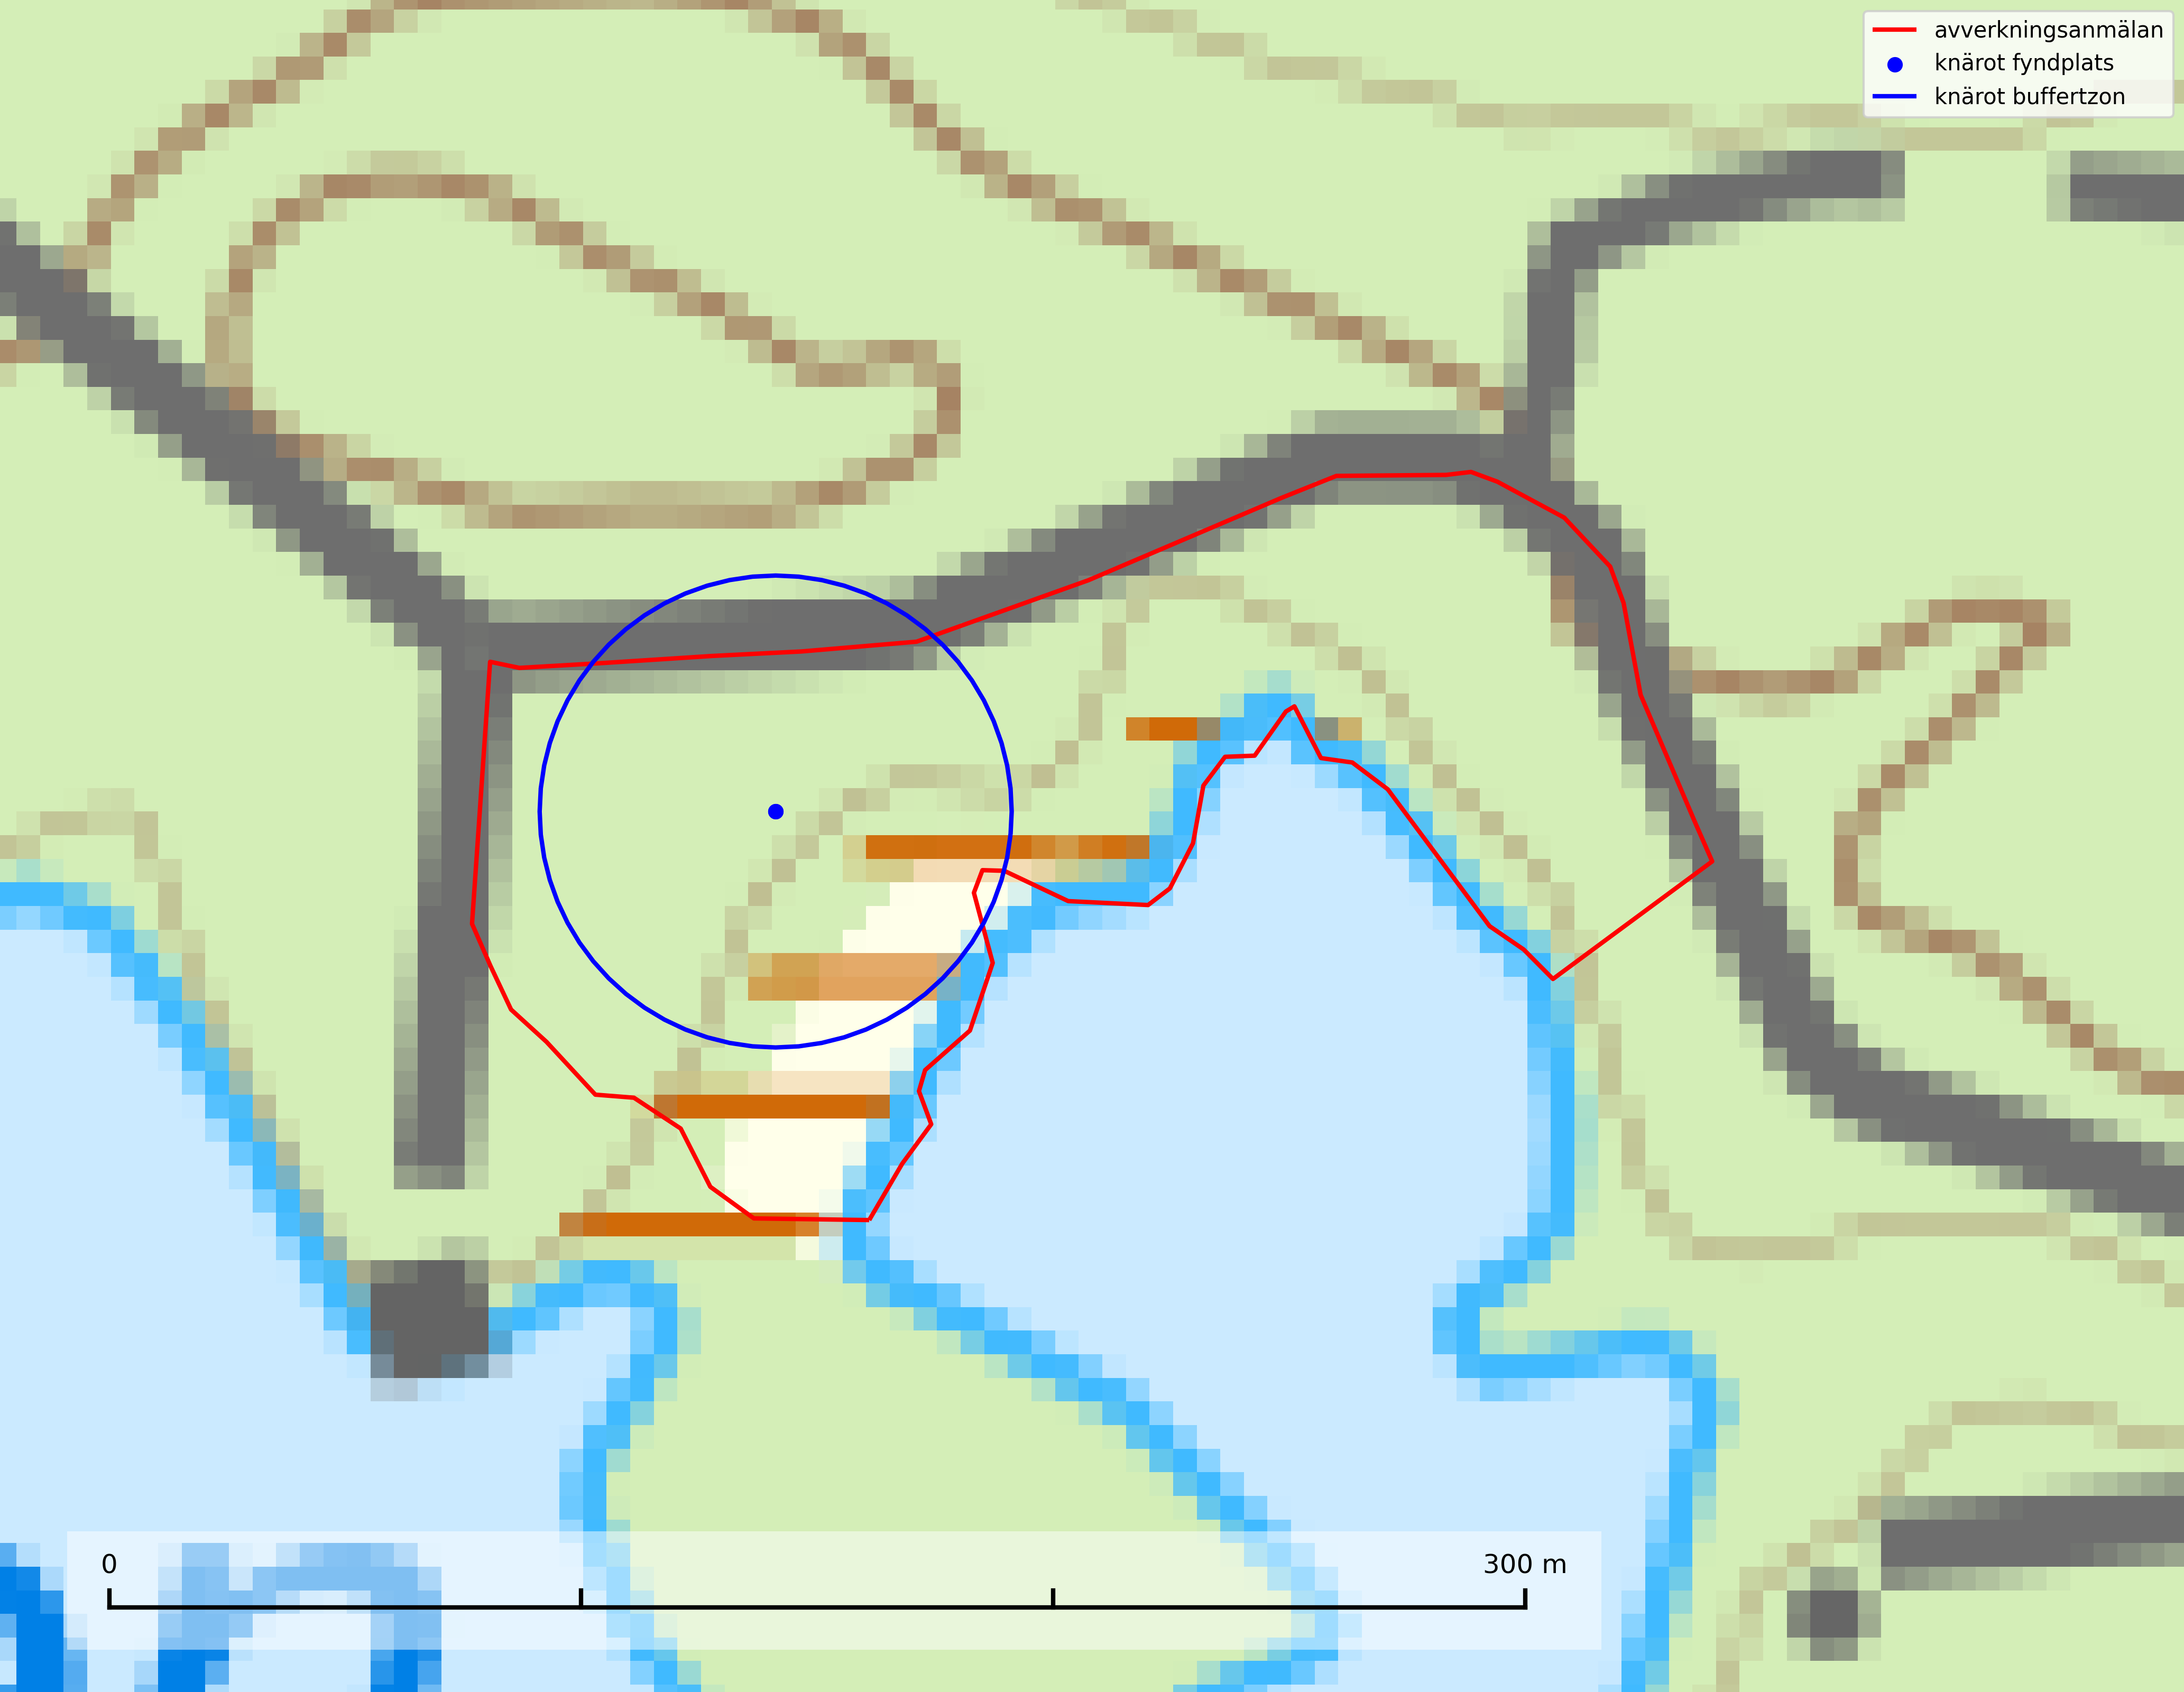 avverkningsanmälan
knärot fyndplats
knärot buffertzon
0 300 m